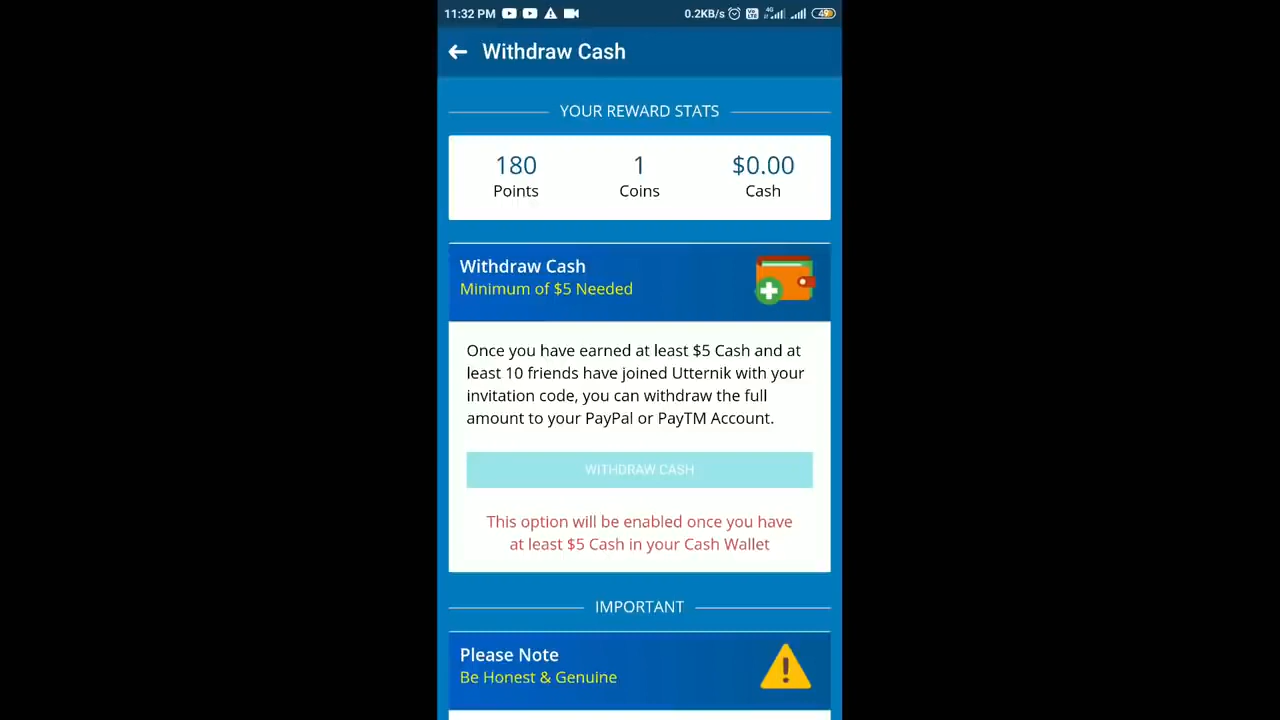 11:32 PM 0.2KB/s 4G 49
Withdraw Cash
YOUR REWARD STATS
180 1 $0.00
Points Coins Cash
Withdraw Cash
Minimum of $5 Needed
Once you have earned at least $5 Cash and at
least 10 friends have joined Utternik with your
invitation code, you can withdraw the full
amount to your PayPal or PayTM Account.
WITHDRAW CASH
This option will be enabled once you have
at least $5 Cash in your Cash Wallet
IMPORTANT
Please Note
Be Honest & Genuine